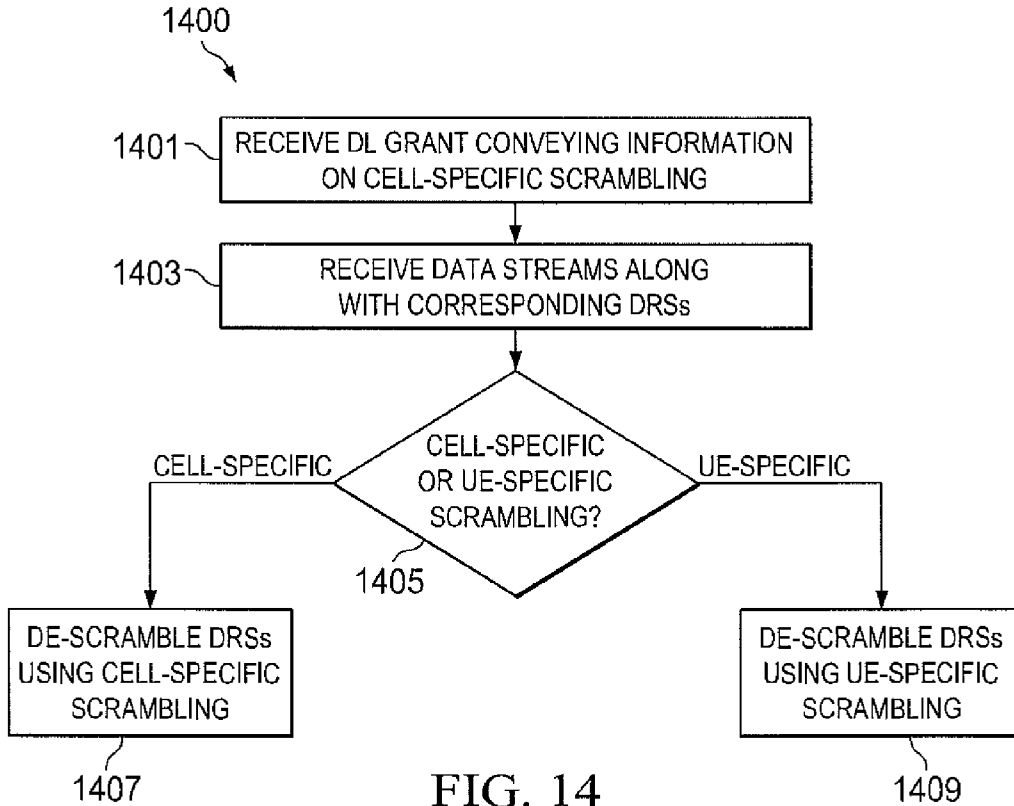 1400
1401
RECEIVE DL GRANT CONVEYING INFORMATION
ON CELL-SPECIFIC SCRAMBLING
1403
RECEIVE DATA STREAMS ALONG
WITH CORRESPONDING DRSs
CELL-SPECIFIC
CELL-SPECIFIC
OR UE-SPECIFIC
SCRAMBLING?
UE-SPECIFIC
1405
DE-SCRAMBLE DRSs
USING CELL-SPECIFIC
SCRAMBLING
DE-SCRAMBLE DRSs
USING UE-SPECIFIC
SCRAMBLING
1407
1409
FIG. 14